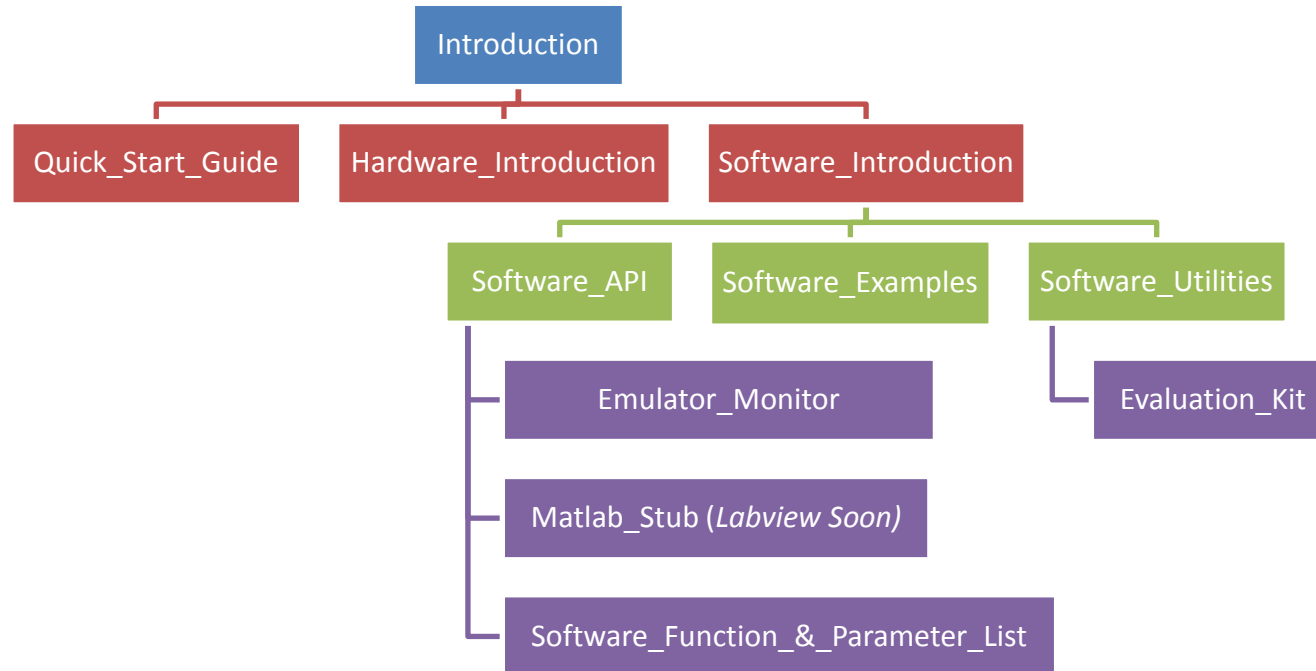 Introduction
Quick_Start_Guide
Hardware_Introduction
Software_Introduction
Software_API
Software_Examples
Software_Utilities
Emulator_Monitor
Evaluation_Kit
Matlab_Stub (Labview Soon)
Software_Function_&_Parameter_List